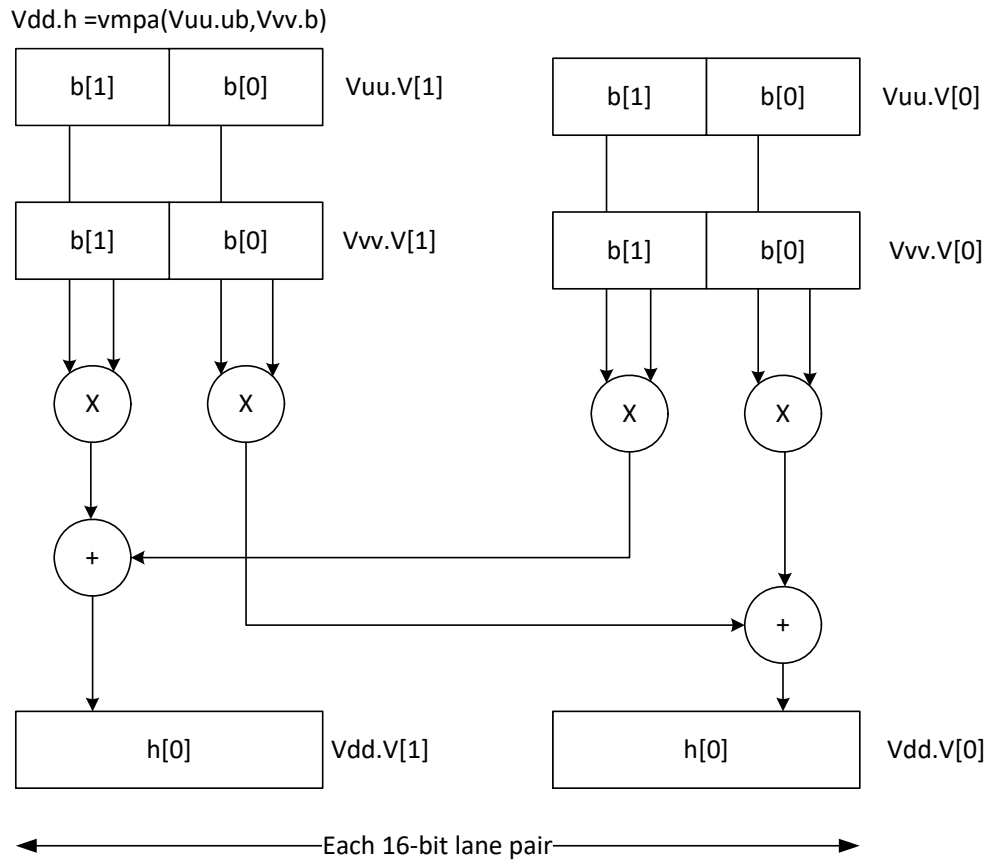 Vdd.h =vmpa(Vuu.ub,Vvv.b)
b[1] b[0] Vuu.V[1] b[1] b[0] Vuu.V[0]
b[1] b[0] Vvv.V[1] b[1] b[0] Vvv.V[0]
X X X X
+
+
h[0] Vdd.V[1] h[0] Vdd.V[0]
Each 16-bit lane pair